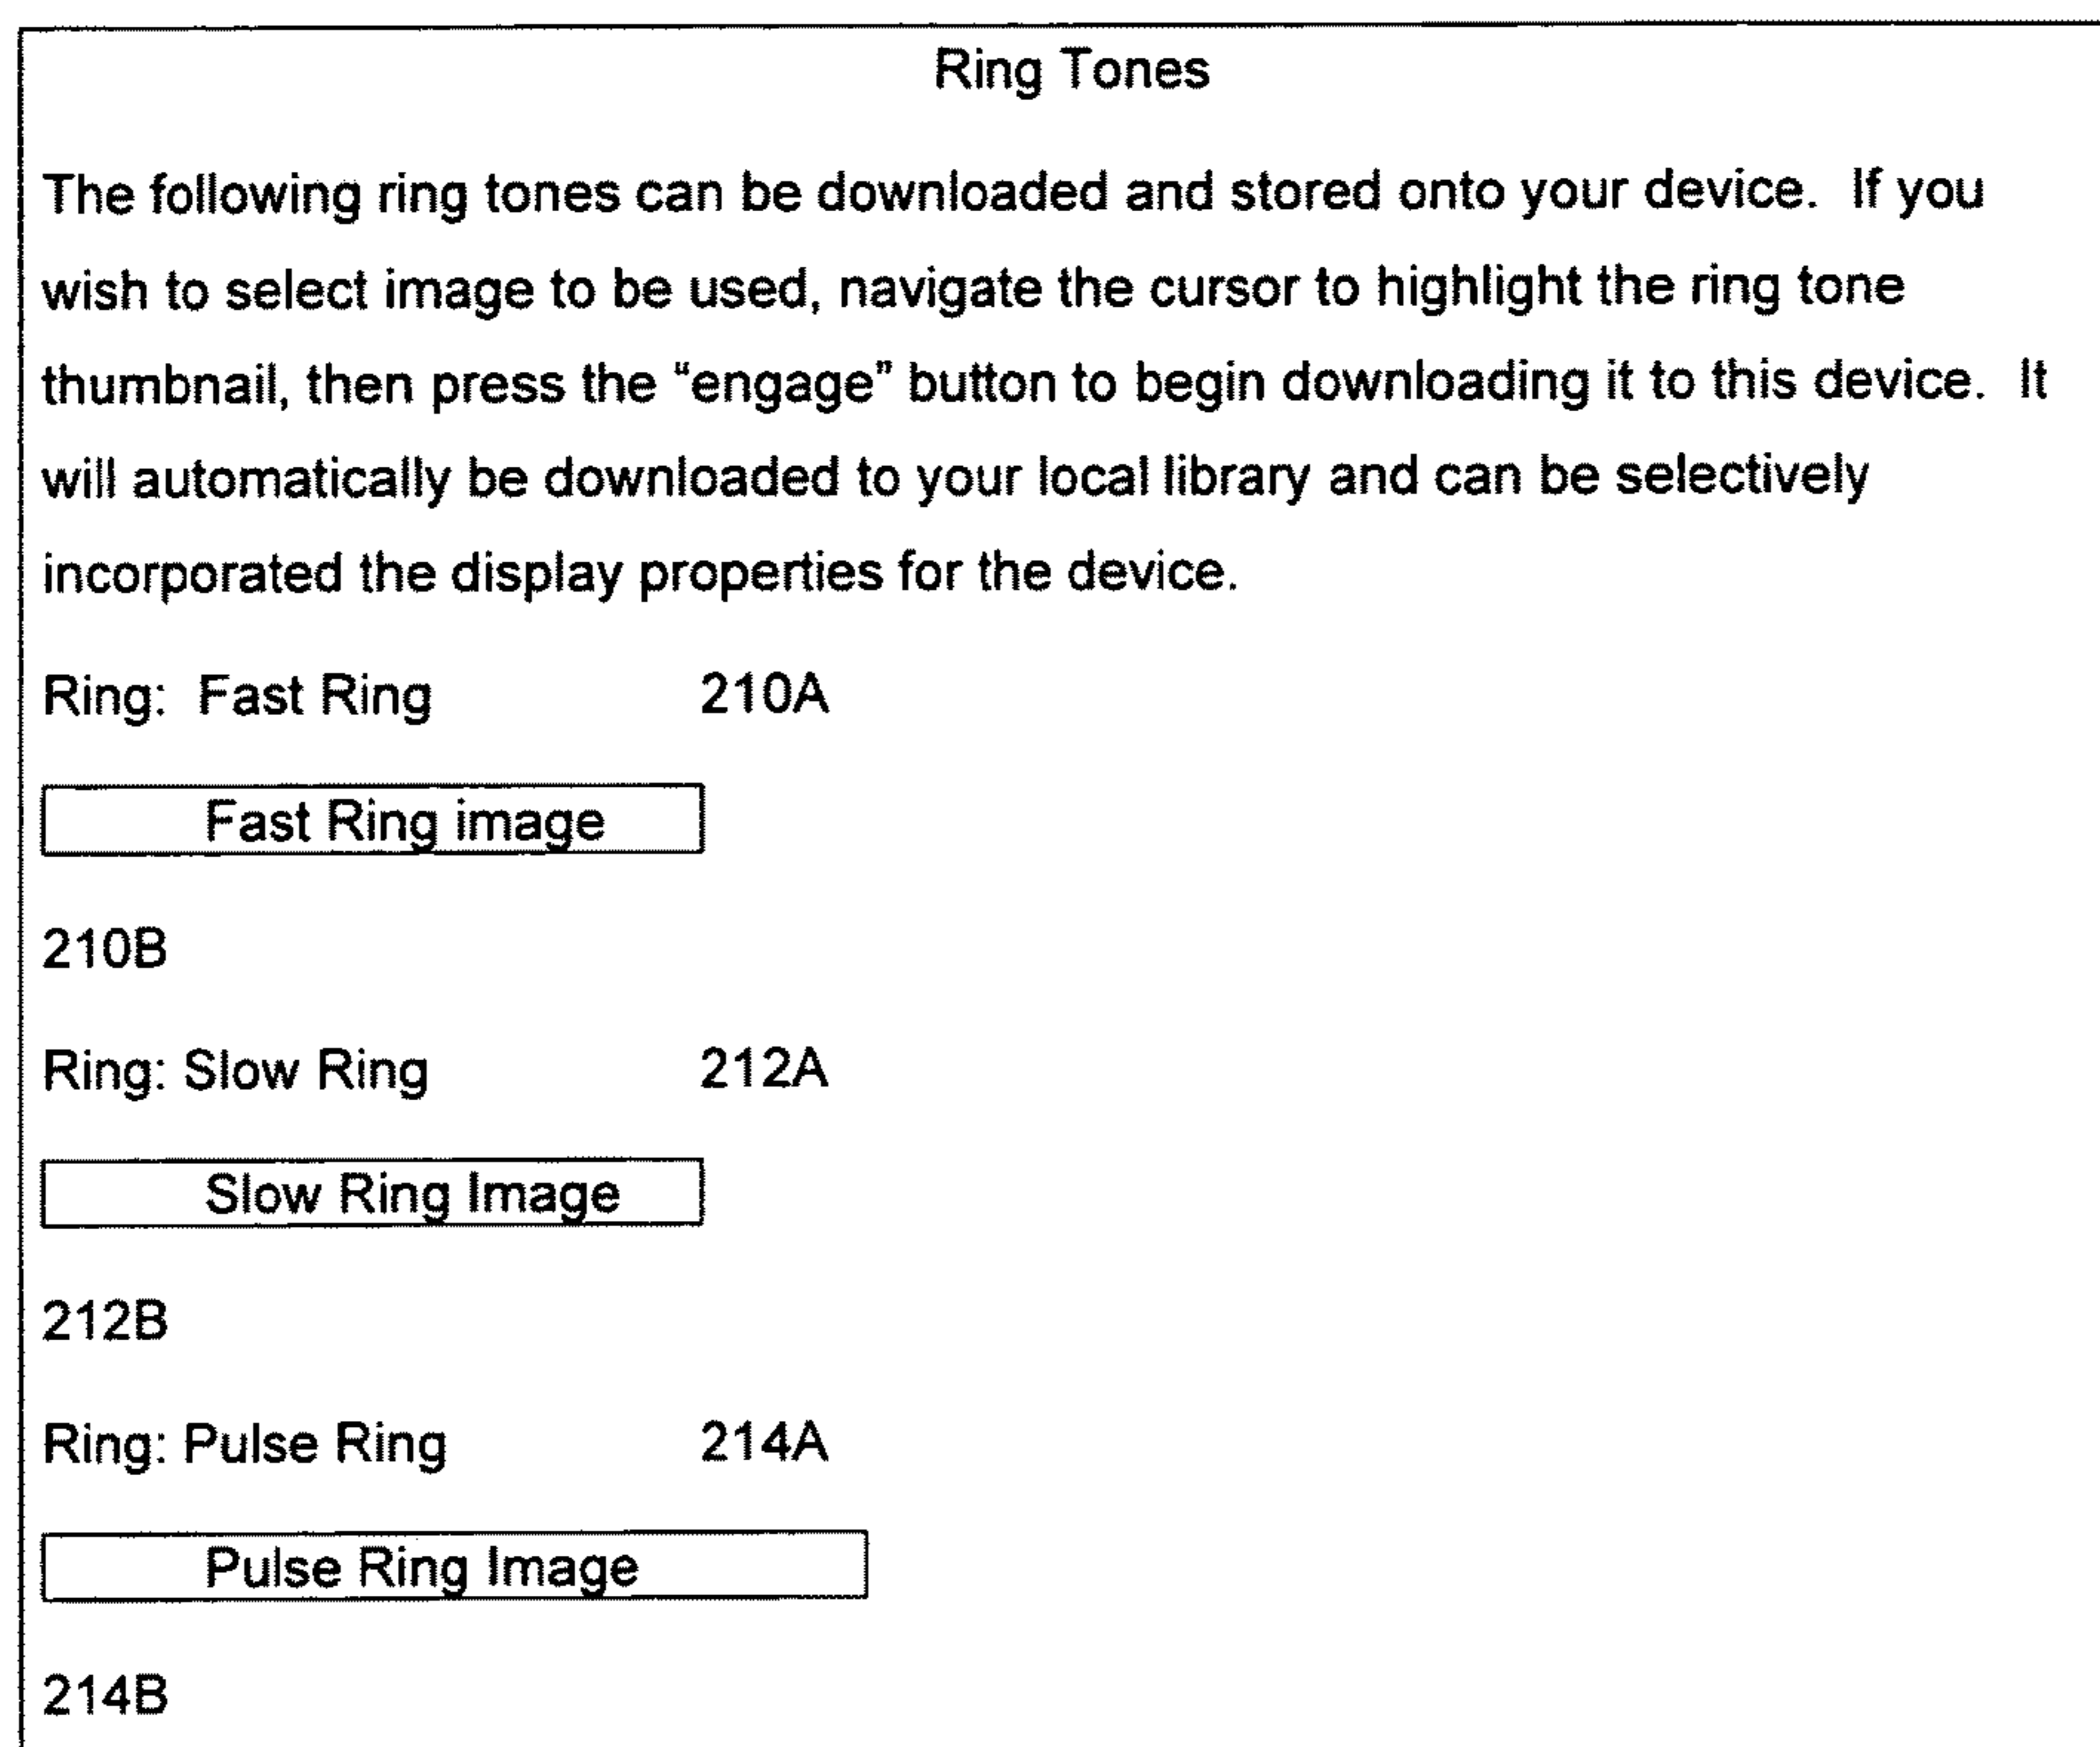 Ring Tones
The following ring tones can be downloaded and stored onto your device. If you
wish to select image to be used, navigate the cursor to highlight the ring tone
thumbnail, then press the “engage” button to begin downloading it to this device. It
will automatically be downloaded to your local library and can be selectively
incorporated the display properties for the device.
Ring: Fast Ring 210A
Fast Ring image
210B
Ring: Slow Ring 212A
Slow Ring Image
212B
Ring: Pulse Ring 214A
Pulse Ring Image
214B